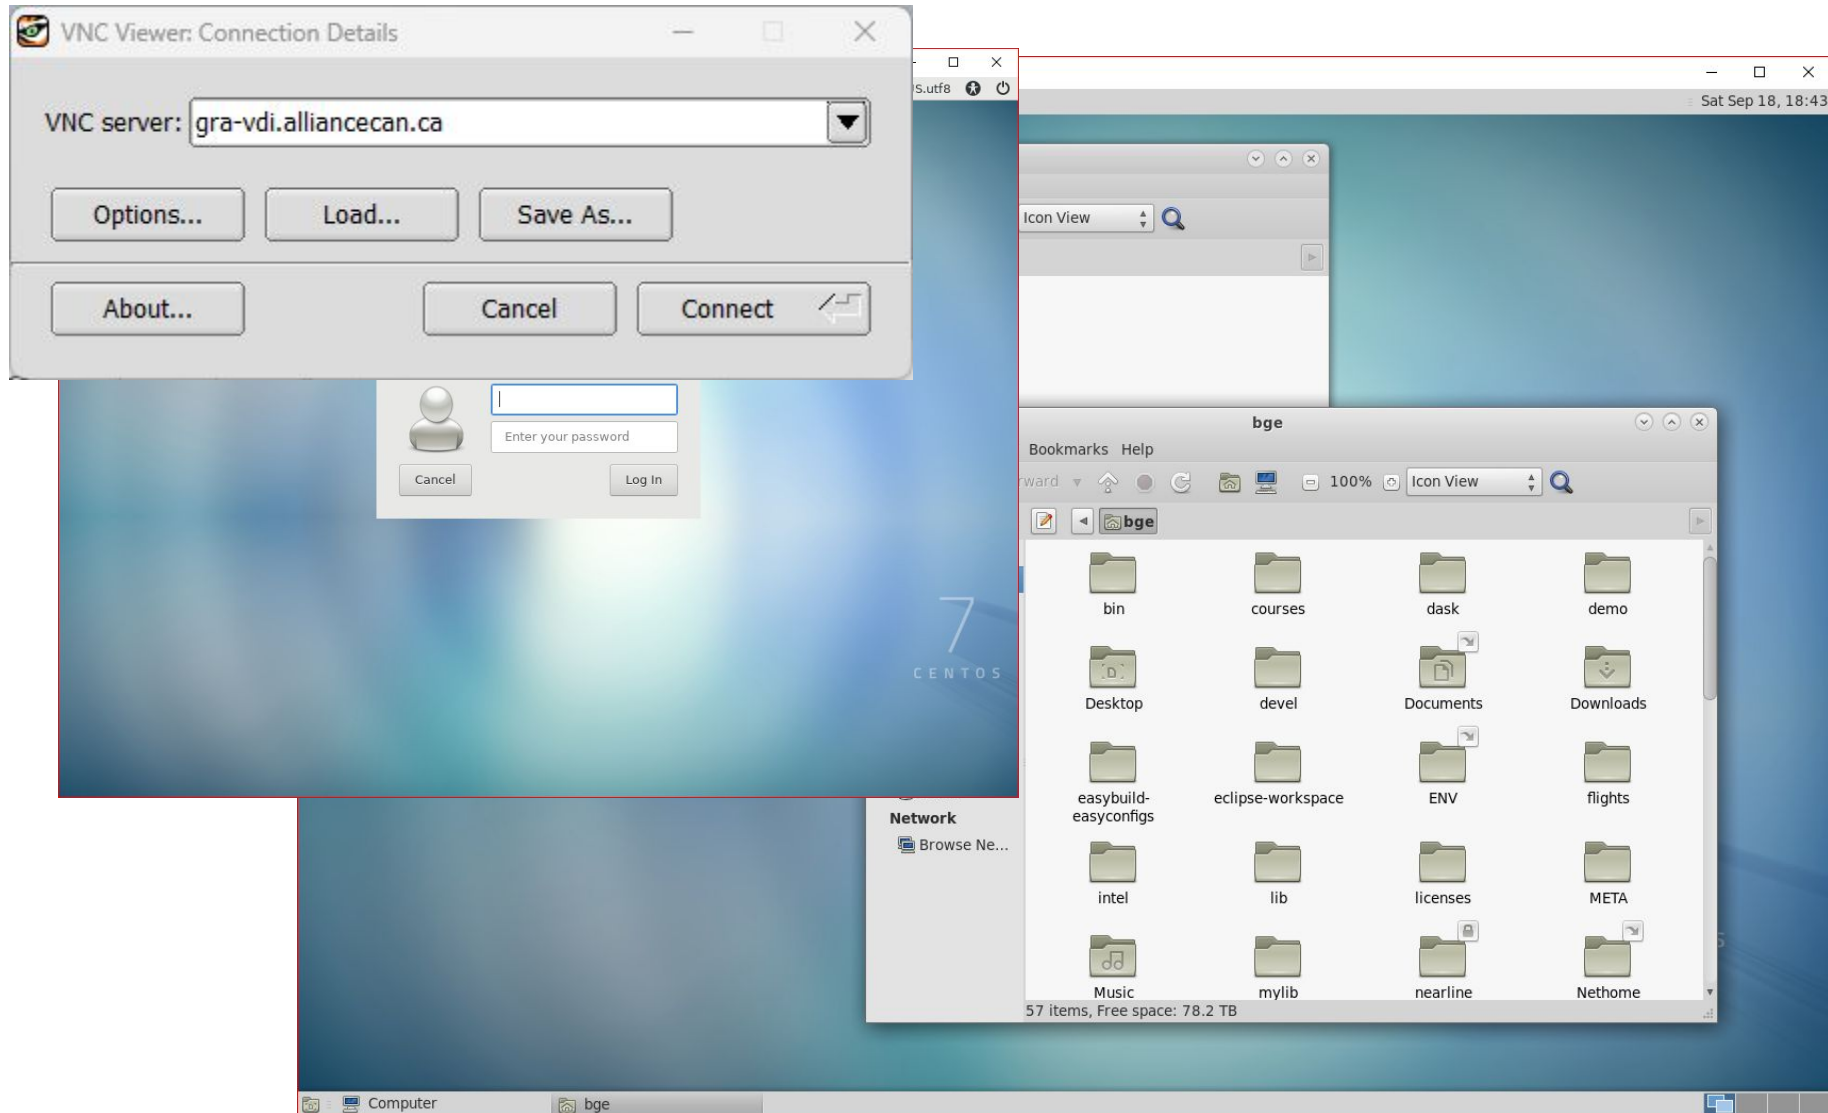 VNC Viewer: Connection Details
VNC server: gra-vdi.alliancecan.ca
Options... Load... Save As...
About... Cancel Connect
S.utf8
Enter your password
Cancel Log In
7
CENTOS
Sat Sep 18, 18:43
Icon View
bge
Bookmarks Help
rward 100% Icon View
bge
bin courses dask demo
Desktop devel Documents Downloads
easybuild- eclipse-workspace ENV flights
easyconfigs
Network
Browse Ne...
intel lib licenses META
Music mylib nearline Nethome
57 items, Free space: 78.2 TB
S
Computer bge